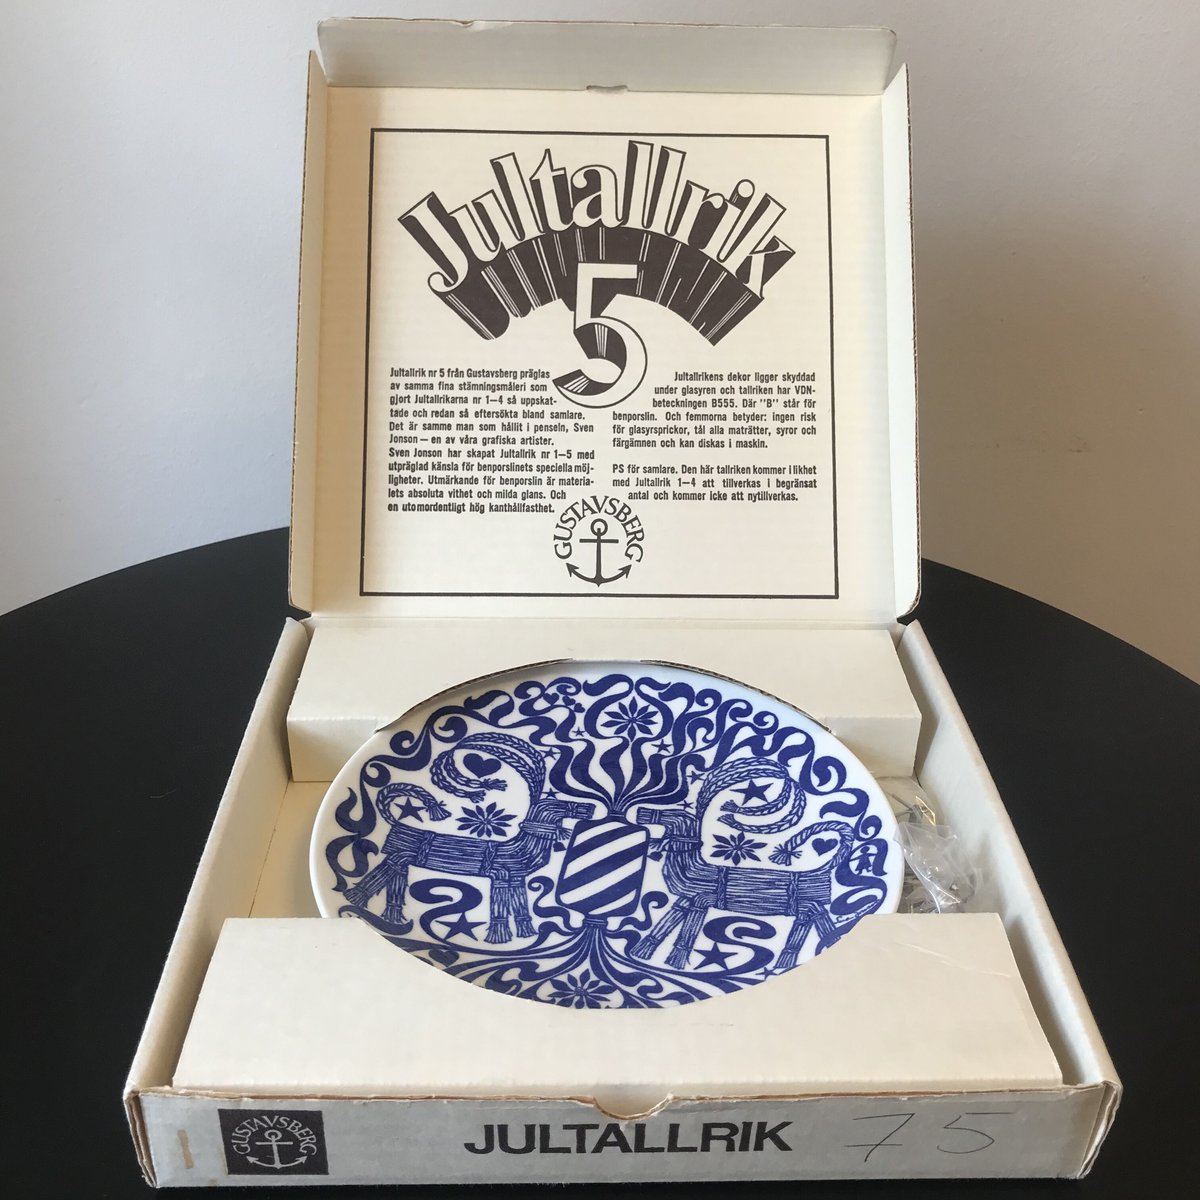 Jultallrik
5
Jultallrik nr 5 från Gustavsberg präglas
av samma fina stämningsmåleri som
gjort Jultallrikarna nr 1—4 så uppskat-
tade och redan så eftersökta bland samlare.
Det är samme man som hållit i penseln, Sven
Jonson — en av våra grafiska artister.
Sven Jonson har skapat Jultallrik nr 1—5 med
utpräglad känsla för benporslinets speciella möj-
ligheter. Utmärkande för benporslin är materia-
lets absoluta vithet och milda glans. Och
en utomordentligt hög kanthållfasthet.
Jultallrikens dekor ligger skyddad
under glasyren och tallriken har VDN-
beteckningen B555. Där "B" står för
benporslin. Och femmorna betyder: ingen risk
för glasyrsprickor, tål alla maträtter, syror och
färgämnen och kan diskas i maskin.
PS för samlare. Den här tallriken kommer i likhet
med Jultallrik 1—4 att tillverkas i begränsat
antal och kommer icke att nytillverkas.
GUSTAVSBERG
GUSTAVSBERG
JULTALLRIK 75